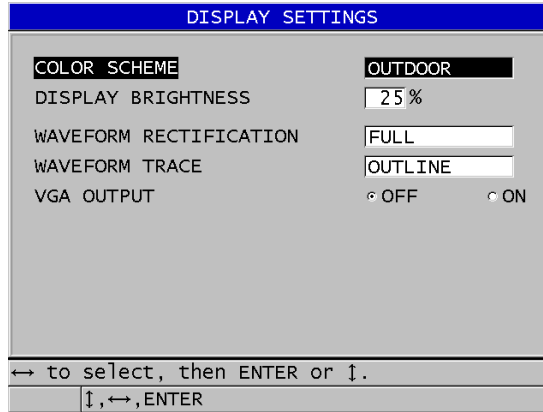 DISPLAY SETTINGS
COLOR SCHEME OUTDOOR
DISPLAY BRIGHTNESS 25 %
WAVEFORM RECTIFICATION FULL
WAVEFORM TRACE OUTLINE
VGA OUTPUT OFF ON
↔ to select, then ENTER or ↕.
↕,↔,ENTER